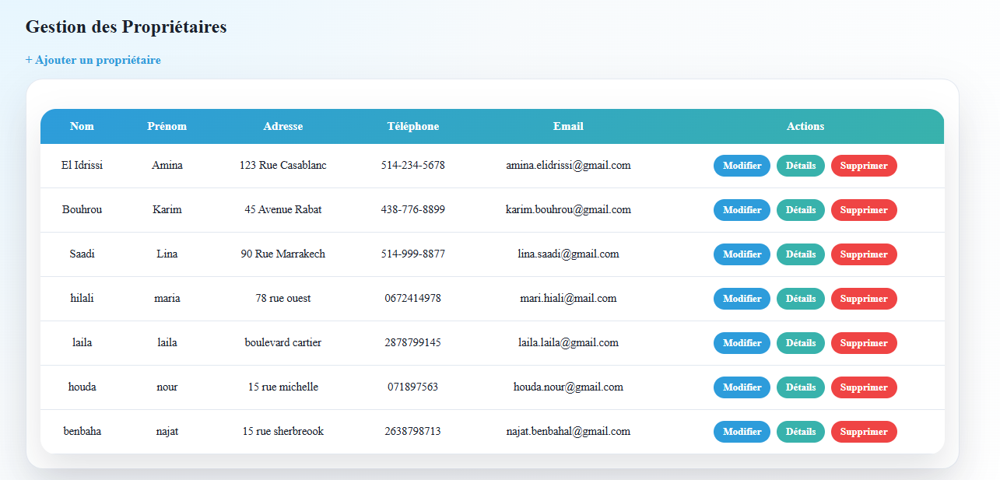 Gestion des Propriétaires
+ Ajouter un propriétaire
Nom Prénom Adresse Téléphone Email Actions
El Idrissi Amina 123 Rue Casablanc 514-234-5678 amina.elidrissi@gmail.com Modifier Détails Supprimer
Bouhrou Karim 45 Avenue Rabat 438-776-8899 karim.bouhrou@gmail.com Modifier Détails Supprimer
Saadi Lina 90 Rue Marrakech 514-999-8877 lina.saadi@gmail.com Modifier Détails Supprimer
hilali maria 78 rue ouest 0672414978 mari.hiali@mail.com Modifier Détails Supprimer
laila laila boulevard cartier 2878799145 laila.laila@gmail.com Modifier Détails Supprimer
houda nour 15 rue michelle 071897563 houda.nour@gmail.com Modifier Détails Supprimer
benbaha najat 15 rue sherbreook 2638798713 najat.benbahal@gmail.com Modifier Détails Supprimer